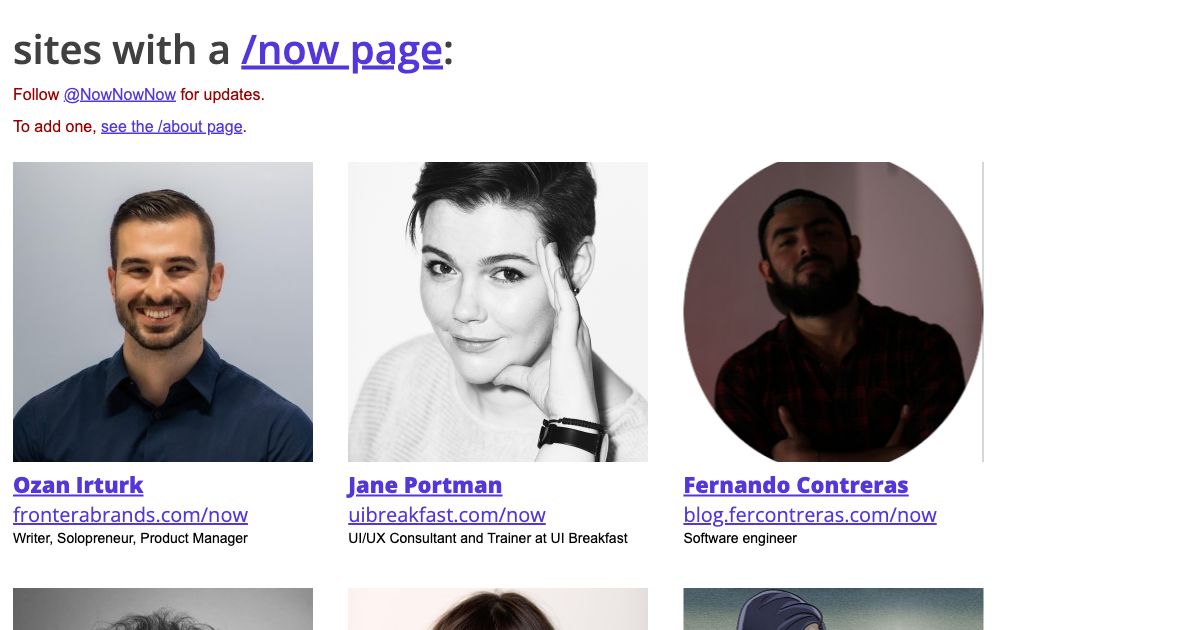 sites with a /now page:
Follow @NowNowNow for updates.
To add one, see the /about page.
Ozan Irturk
fronterabrands.com/now
Writer, Solopreneur, Product Manager
Jane Portman
uibreakfast.com/now
UI/UX Consultant and Trainer at UI Breakfast
Fernando Contreras
blog.fercontreras.com/now
Software engineer